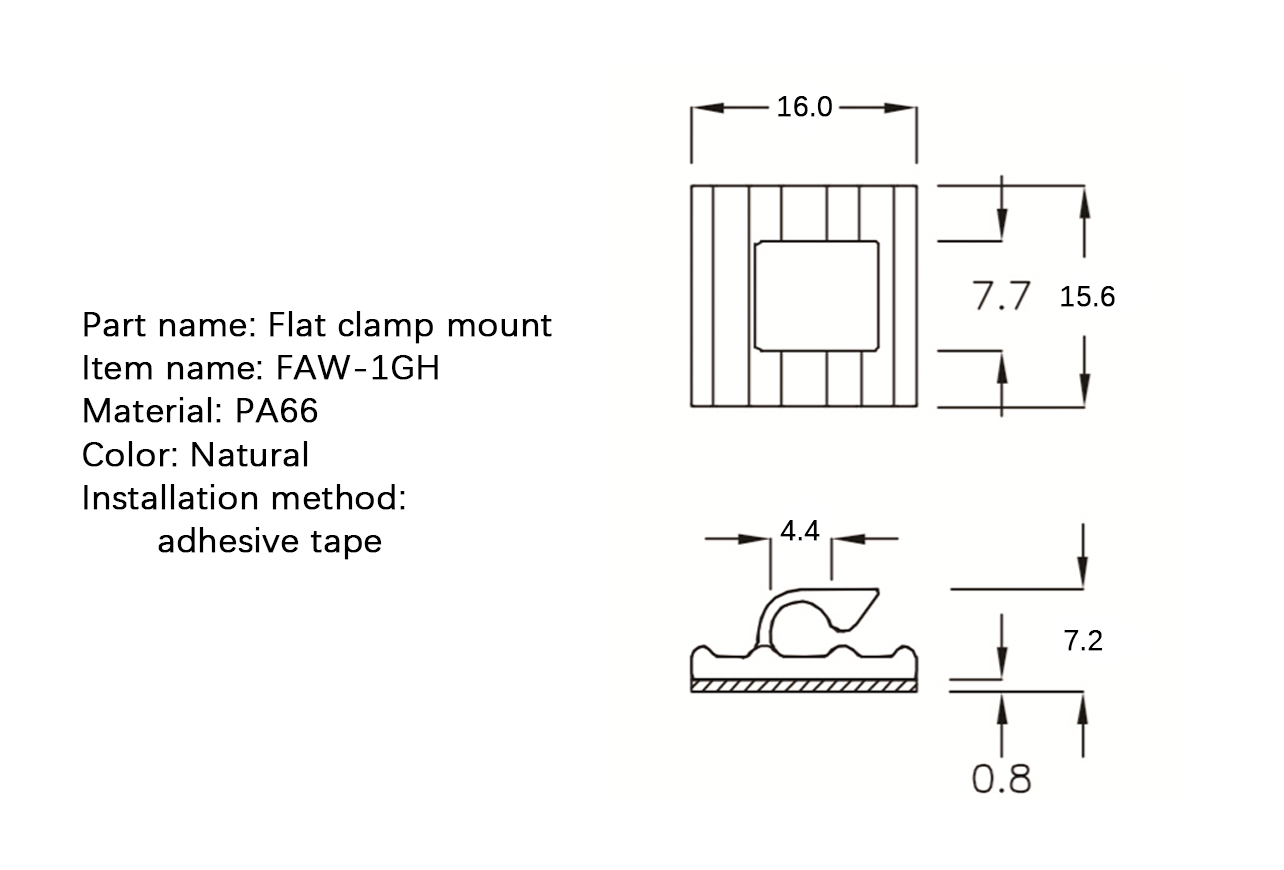 Part name: Flat clamp mount
Item name: FAW-1GH
Material: PA66
Color: Natural
Installation method:
adhesive tape
16.0
7.7
15.6
4.4
7.2
0.8